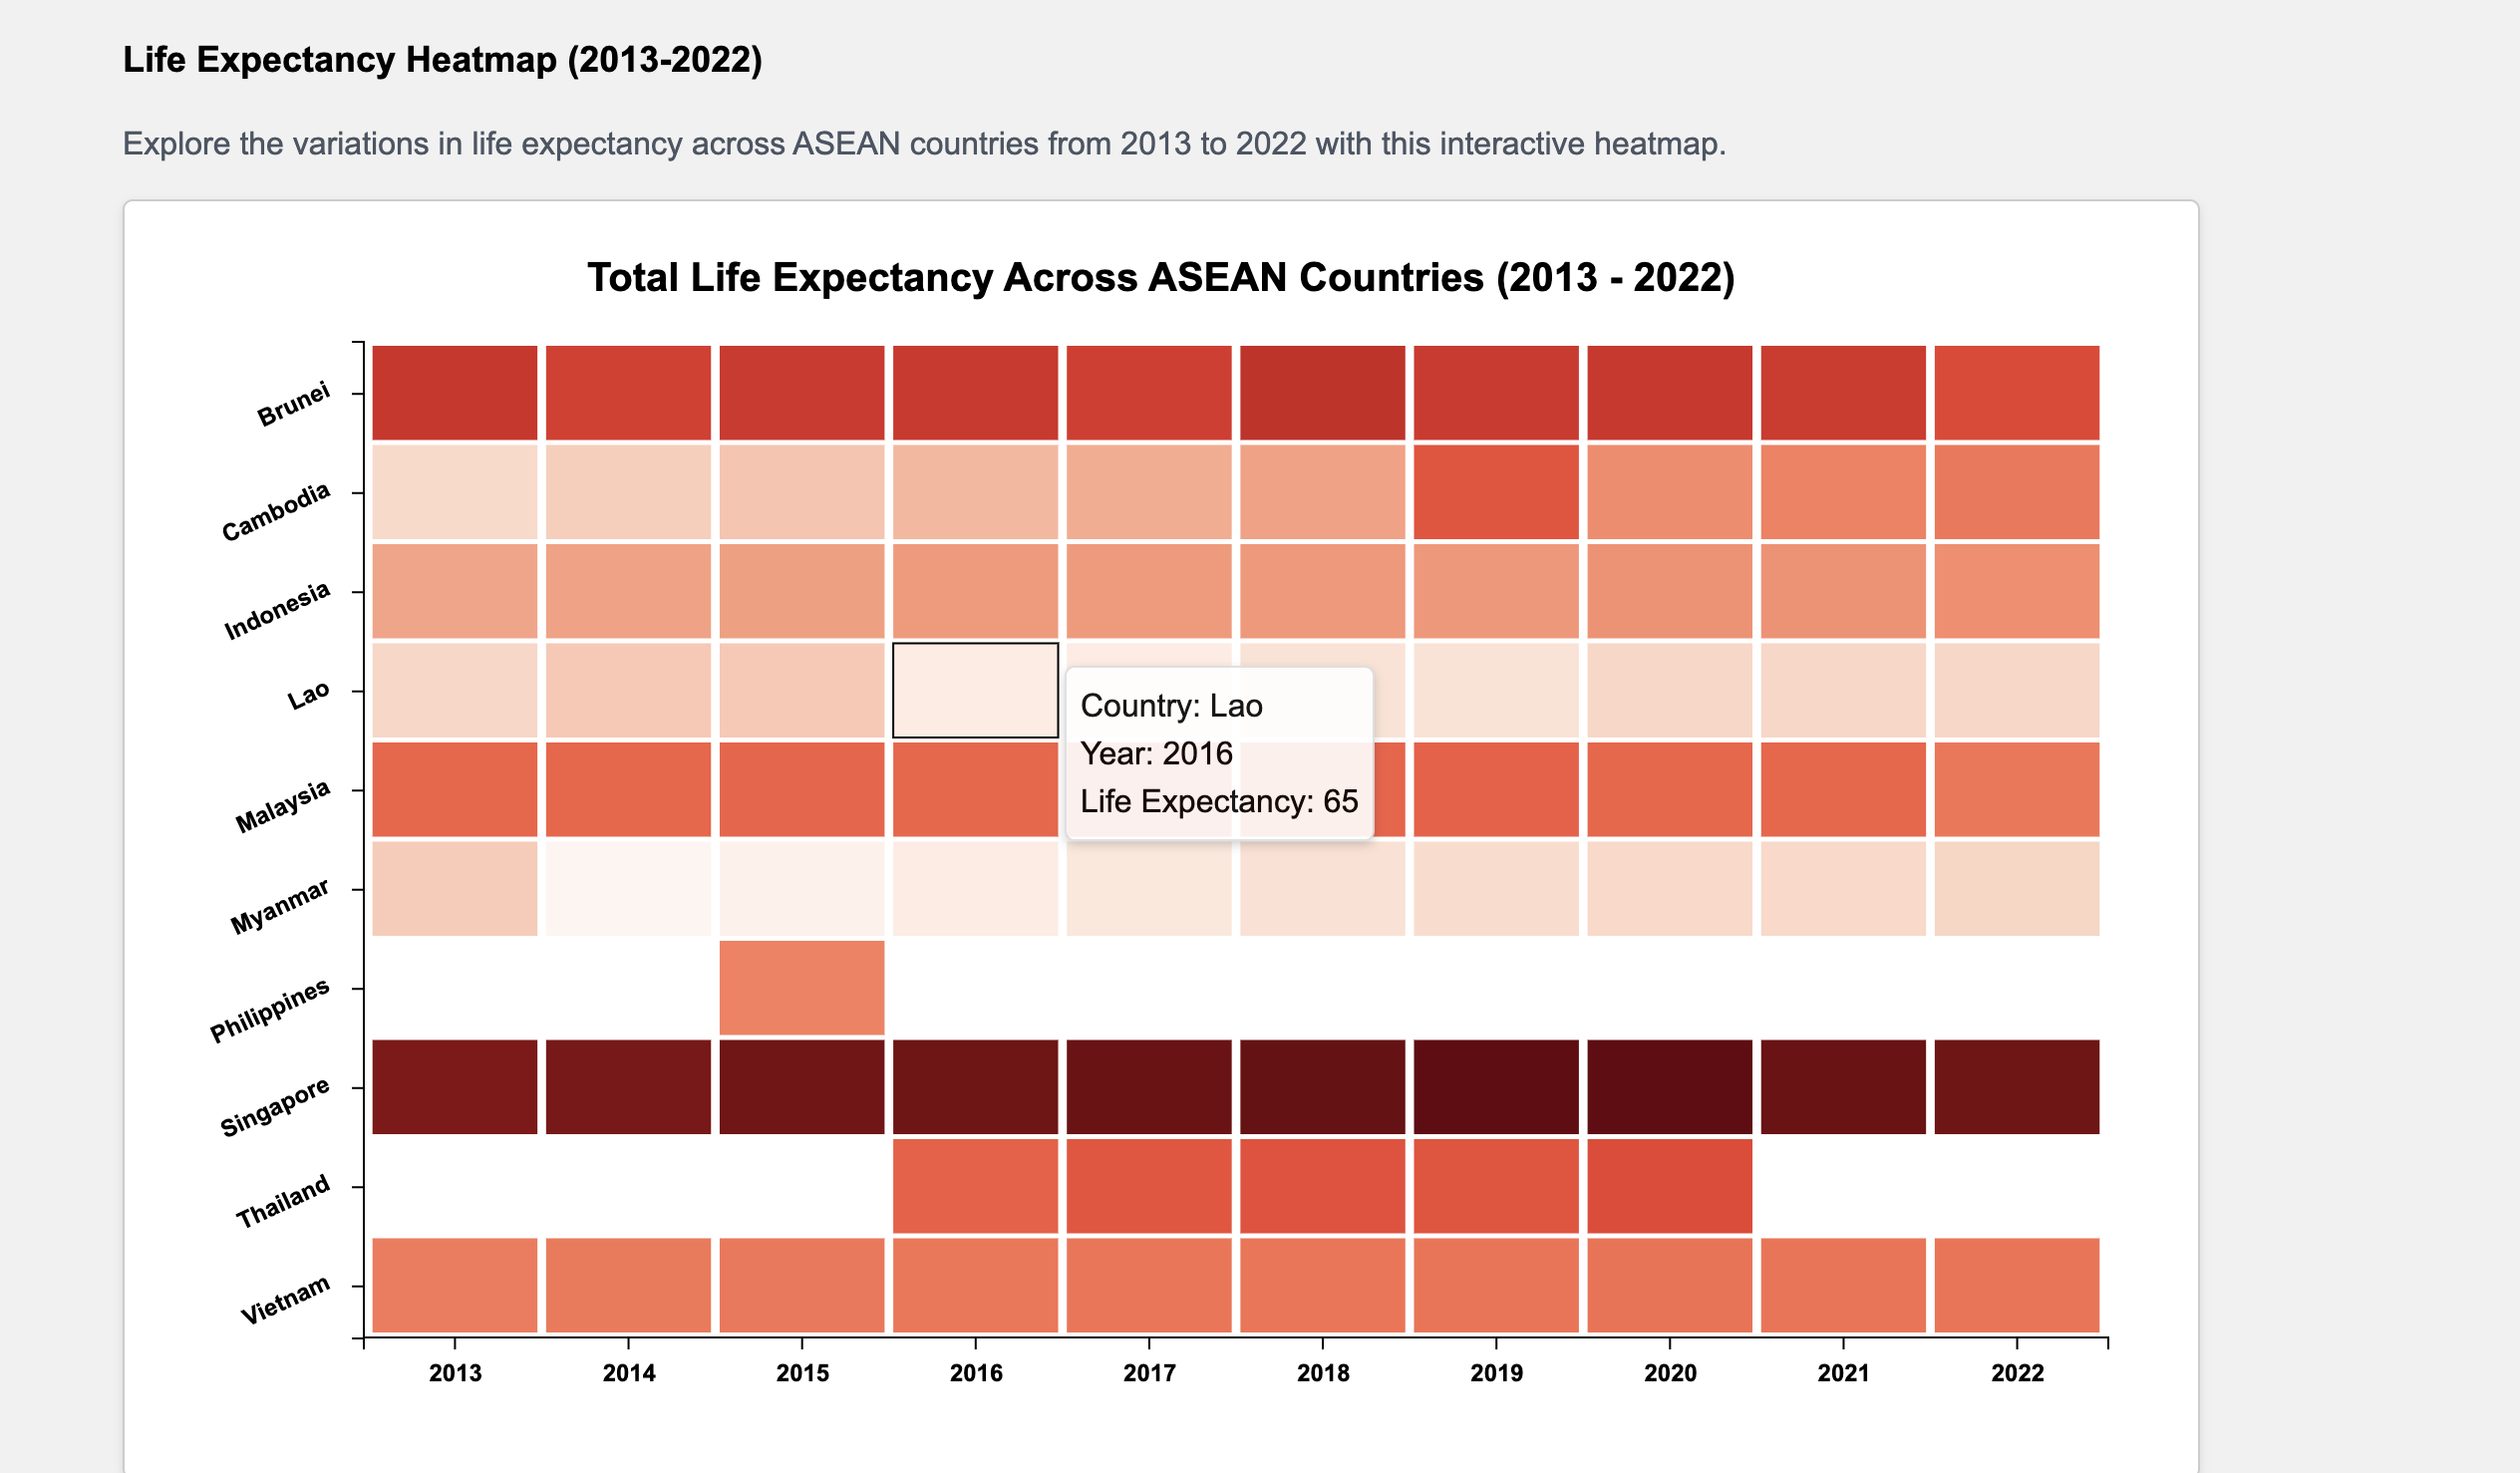 Life Expectancy Heatmap (2013-2022)
Explore the variations in life expectancy across ASEAN countries from 2013 to 2022 with this interactive heatmap.
Total Life Expectancy Across ASEAN Countries (2013 - 2022)
Brunei
Cambodia
Indonesia
Lao
Country: Lao
Year: 2016
Life Expectancy: 65
Malaysia
Myanmar
Philippines
Singapore
Thailand
Vietnam
2013 2014 2015 2016 2017 2018 2019 2020 2021 2022